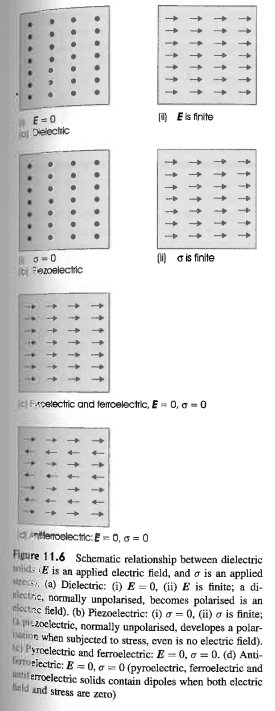 E = 0
(ii) E is finite
Dielectric
σ = 0
(ii) σ is finite
Piezoelectric
Pyroelectric and ferroelectric, E = 0, σ = 0
Antiferroelectric: E = 0, σ = 0
Figure 11.6 Schematic relationship between dielectric
solids (E is an applied electric field, and σ is an applied
stress). (a) Dielectric: (i) E = 0, (ii) E is finite; a di-
electric, normally unpolarised, becomes polarised is an
electric field). (b) Piezoelectric: (i) σ = 0, (ii) σ is finite;
(a piezoelectric, normally unpolarised, developes a polar-
isation when subjected to stress, even is no electric field).
(c) Pyroelectric and ferroelectric: E = 0, σ = 0. (d) Anti-
ferroelectric: E = 0, σ = 0 (pyroelectric, ferroelectric and
antiferroelectric solids contain dipoles when both electric
field and stress are zero)